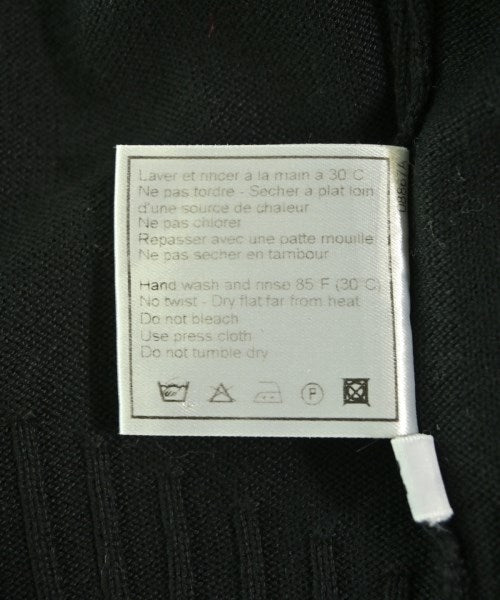 Laver et rincer a la main a 30 C
Ne pas tordre - Secher a plat loin
d'une source de chaleur
Ne pas chlorer
Repasser avec une patte mouille
Ne pas secher en tambour
Hand wash and rinse 85 F (30 C)
No twist - Dry flat far from heat
Do not bleach
Use press cloth
Do not tumble dry
P